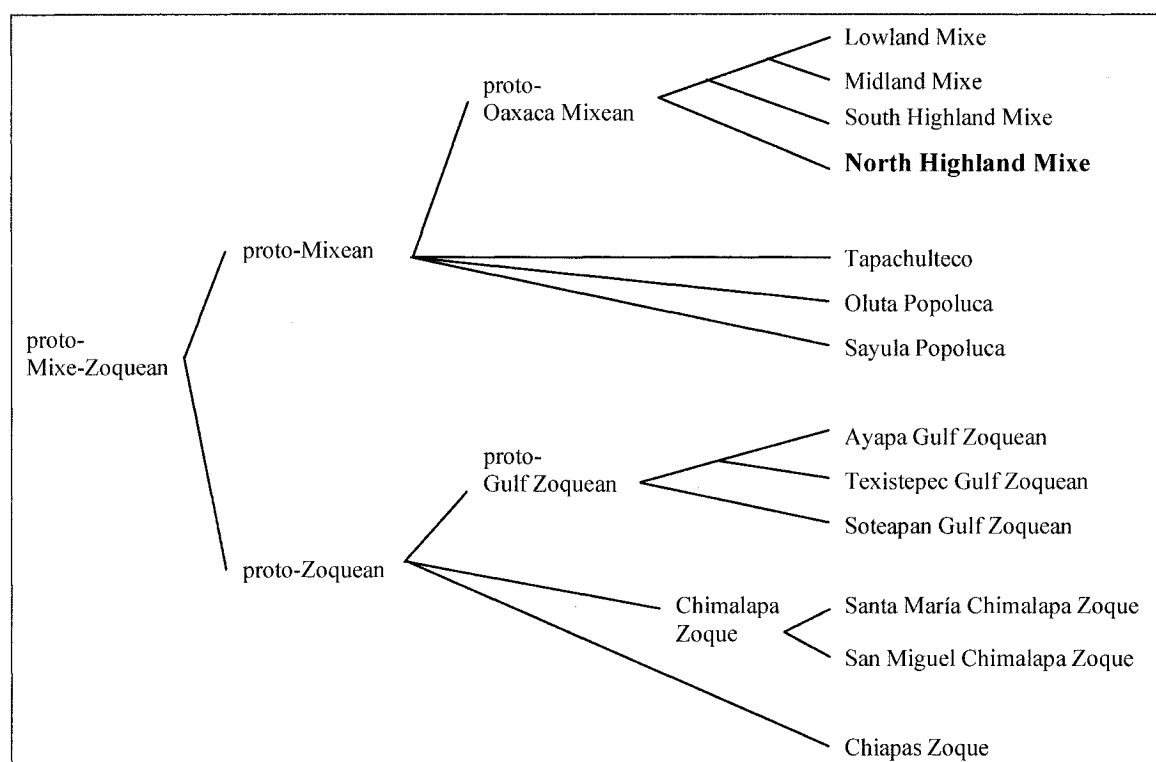 Lowland Mixe
proto-
Oaxaca Mixean
Midland Mixe
South Highland Mixe
North Highland Mixe
proto-Mixean
Tapachulteco
Oluta Popoluca
Sayula Popoluca
proto-
Mixe-Zoquean
Ayapa Gulf Zoquean
proto-
Gulf Zoquean
Texistepec Gulf Zoquean
Soteapan Gulf Zoquean
proto-Zoquean
Chimalapa
Zoque
Santa María Chimalapa Zoque
San Miguel Chimalapa Zoque
Chiapas Zoque